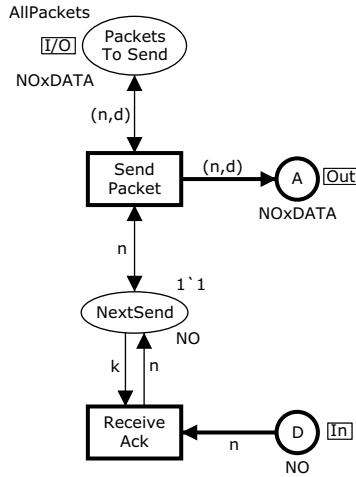 AllPackets
Packets
To Send
I/O
NOxDATA
(n,d)
Send
Packet
(n,d)
A
Out
NOxDATA
n
1`1
NextSend
NO
k
n
Receive
Ack
n
D
In
NO